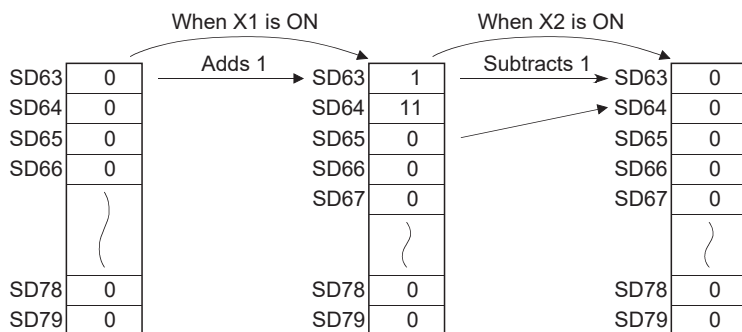 When X1 is ON When X2 is ON
Adds 1 Subtracts 1
SD63 0 SD63 1 SD63 0
SD64 0 SD64 11 SD64 0
SD65 0 SD65 0 SD65 0
SD66 0 SD66 0 SD66 0
SD67 0 SD67 0
SD78 0 SD78 0 SD78 0
SD79 0 SD79 0 SD79 0